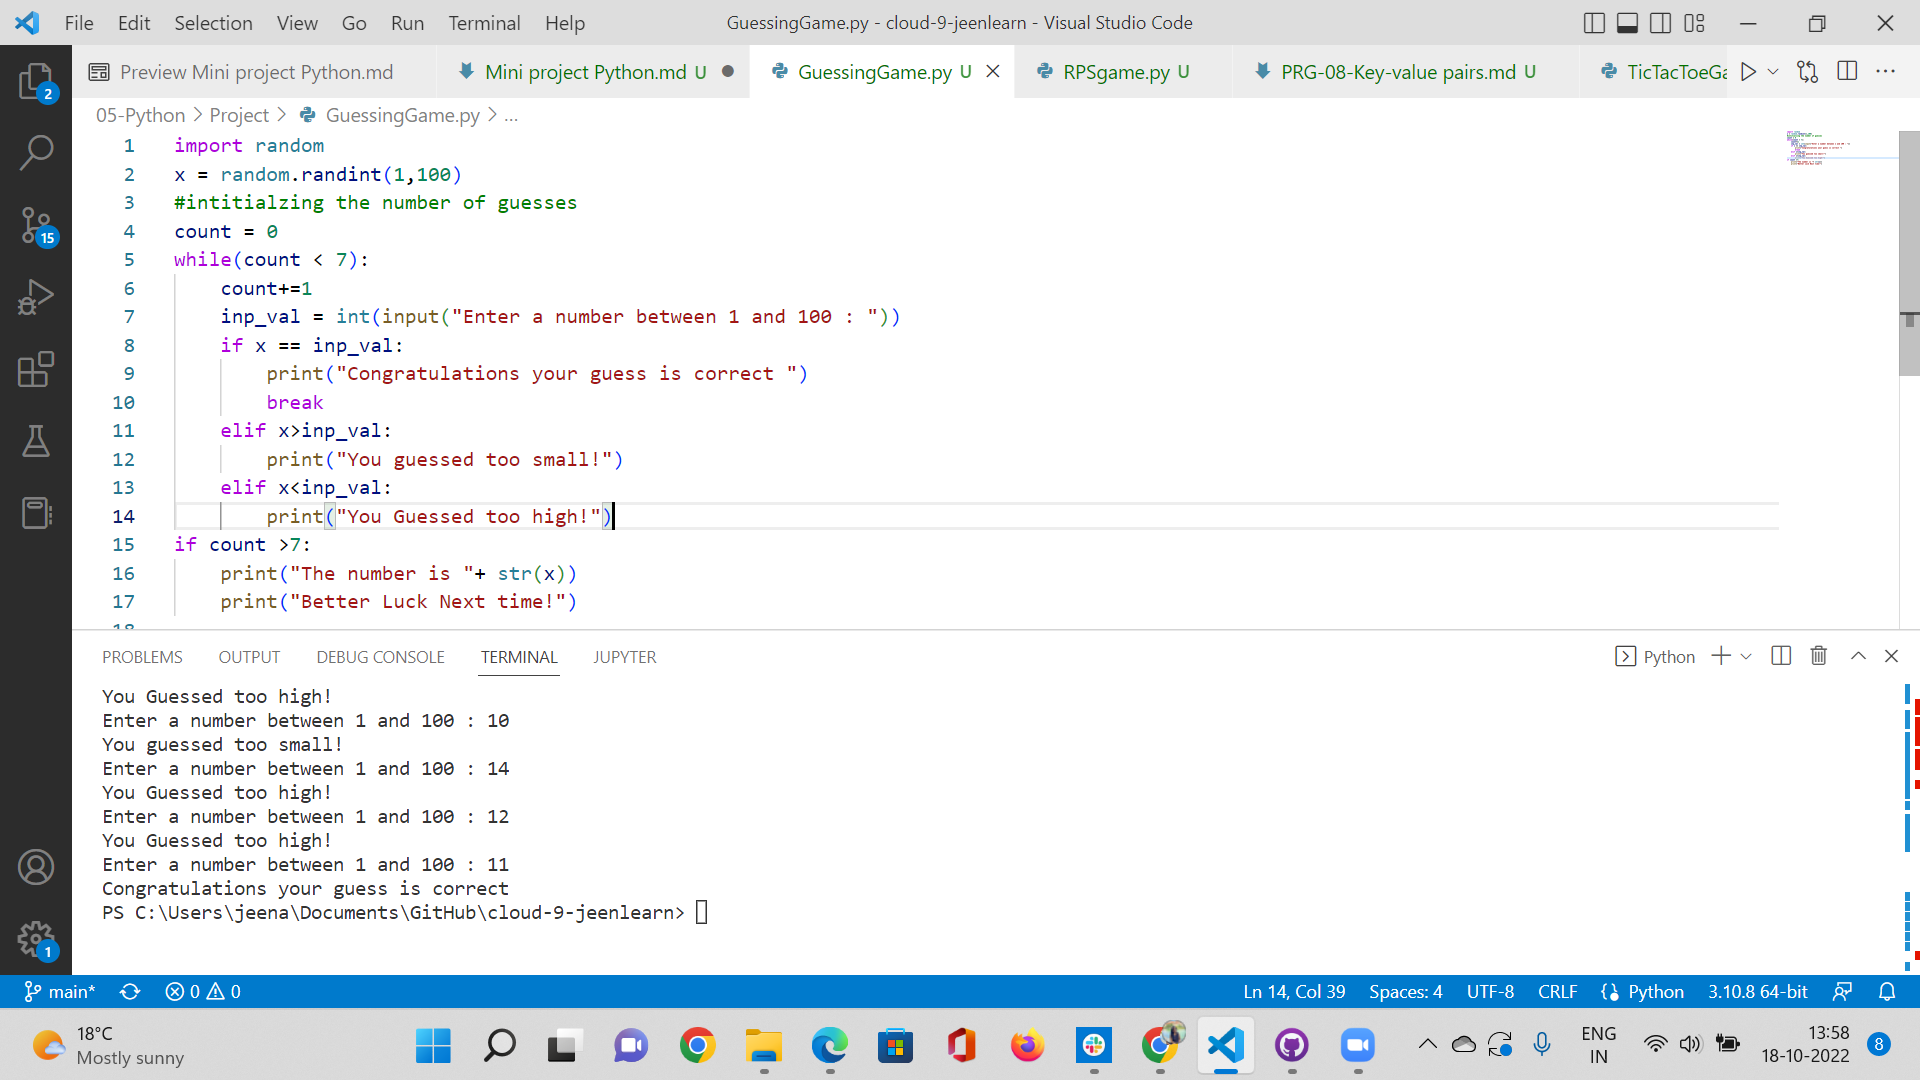 File Edit Selection View Go Run Terminal Help
GuessingGame.py - cloud-9-jeenlearn - Visual Studio Code
Preview Mini project Python.md
Mini project Python.md U
GuessingGame.py U
RPSgame.py U
PRG-08-Key-value pairs.md U
TicTacToeGa
05-Python > Project > GuessingGame.py > ...
1 import random
2 x = random.randint(1,100)
3 #intitialzing the number of guesses
4 count = 0
5 while(count < 7):
6 count+=1
7 inp_val = int(input("Enter a number between 1 and 100 : "))
8 if x == inp_val:
9 print("Congratulations your guess is correct ")
10 break
11 elif x>inp_val:
12 print("You guessed too small!")
13 elif x<inp_val:
14 print("You Guessed too high!")
15 if count >7:
16 print("The number is "+ str(x))
17 print("Better Luck Next time!")
2
15
1
PROBLEMS OUTPUT DEBUG CONSOLE TERMINAL JUPYTER
Python
You Guessed too high!
Enter a number between 1 and 100 : 10
You guessed too small!
Enter a number between 1 and 100 : 14
You Guessed too high!
Enter a number between 1 and 100 : 12
You Guessed too high!
Enter a number between 1 and 100 : 11
Congratulations your guess is correct
PS C:\Users\jeena\Documents\GitHub\cloud-9-jeenlearn>
main* 0 0
Ln 14, Col 39 Spaces: 4 UTF-8 CRLF Python 3.10.8 64-bit
18°C
Mostly sunny
ENG
IN
13:58
18-10-2022
8